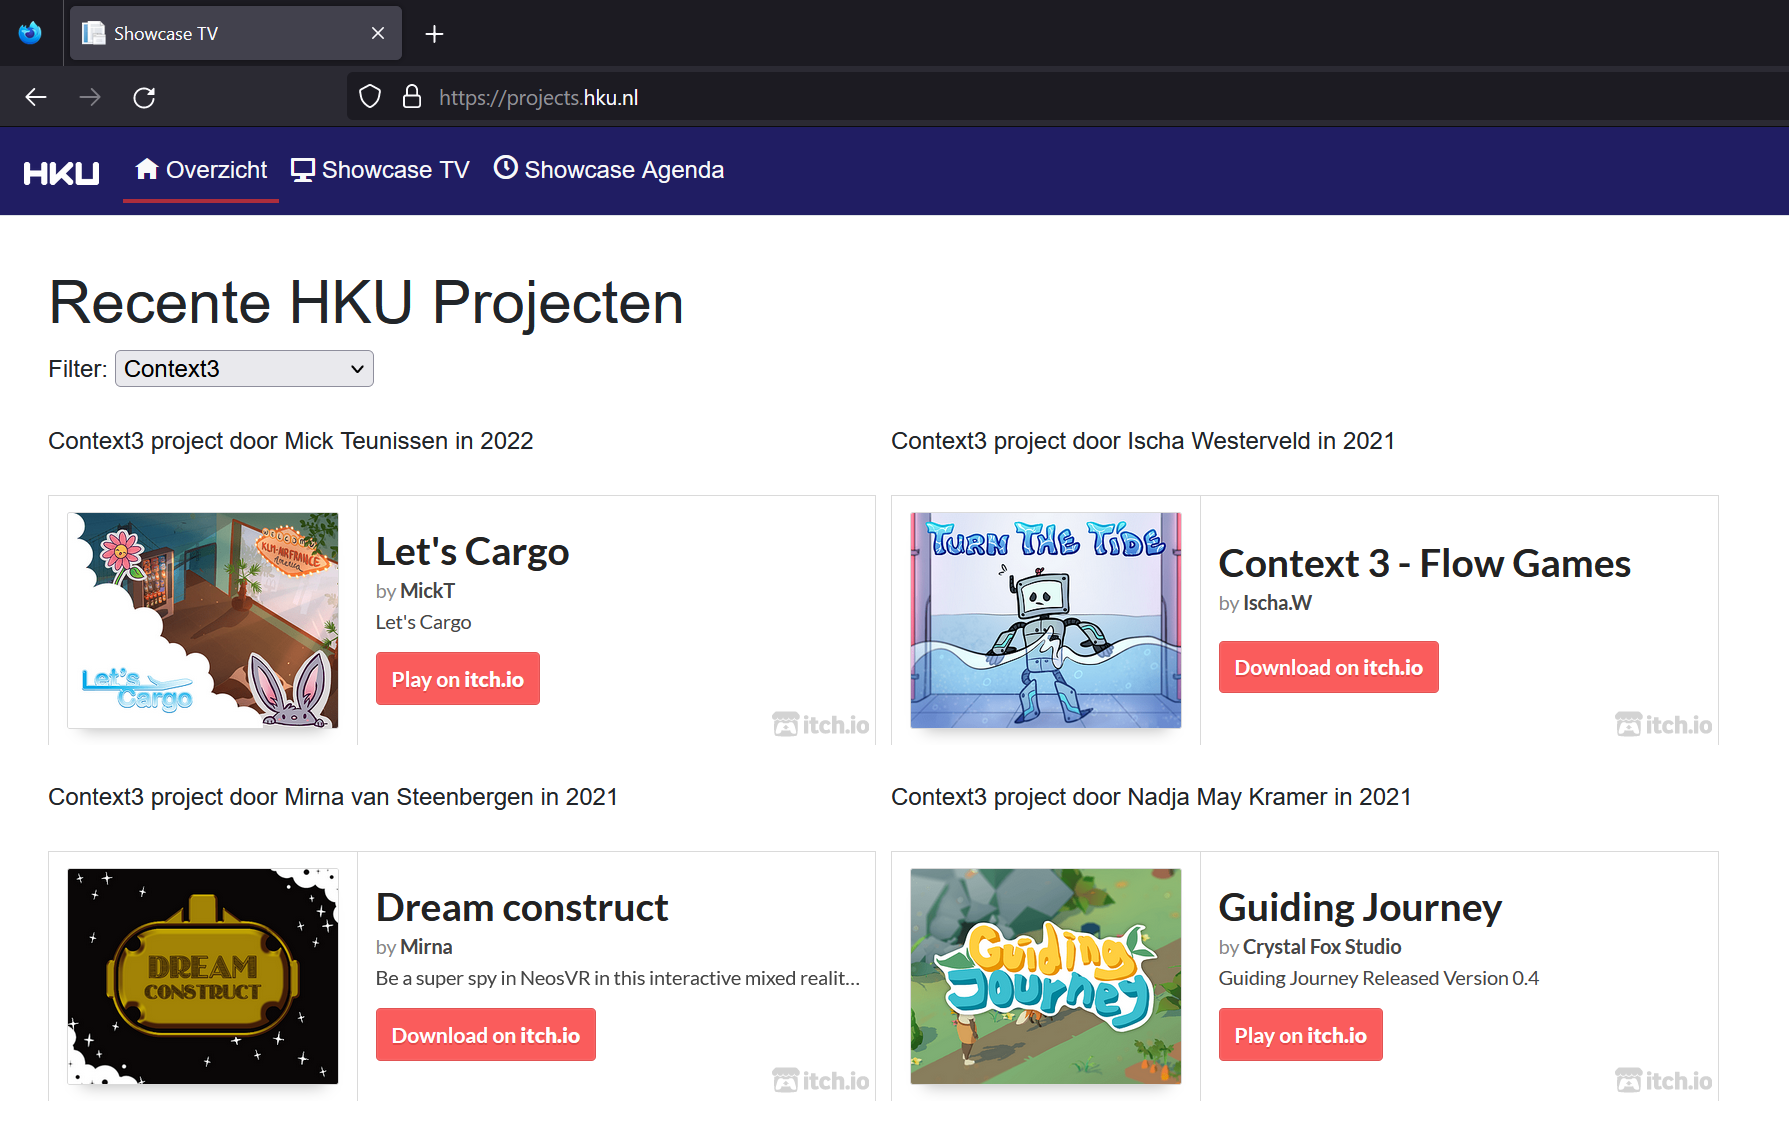 Showcase TV
https://projects.hku.nl
HKU Overzicht Showcase TV Showcase Agenda
Recente HKU Projecten
Filter: Context3
Context3 project door Mick Teunissen in 2022
WELCOME
KLM-AIRFRANCE
America
Let's
Cargo
Let's Cargo
by MickT
Let's Cargo
Play on itch.io
itch.io
Context3 project door Ischa Westerveld in 2021
TURN THE TIDE
Context 3 - Flow Games
by Ischa.W
Download on itch.io
itch.io
Context3 project door Mirna van Steenbergen in 2021
DREAM
CONSTRUCT
Dream construct
by Mirna
Be a super spy in NeosVR in this interactive mixed realit...
Download on itch.io
itch.io
Context3 project door Nadja May Kramer in 2021
Guiding
Journey
Guiding Journey
by Crystal Fox Studio
Guiding Journey Released Version 0.4
Play on itch.io
itch.io